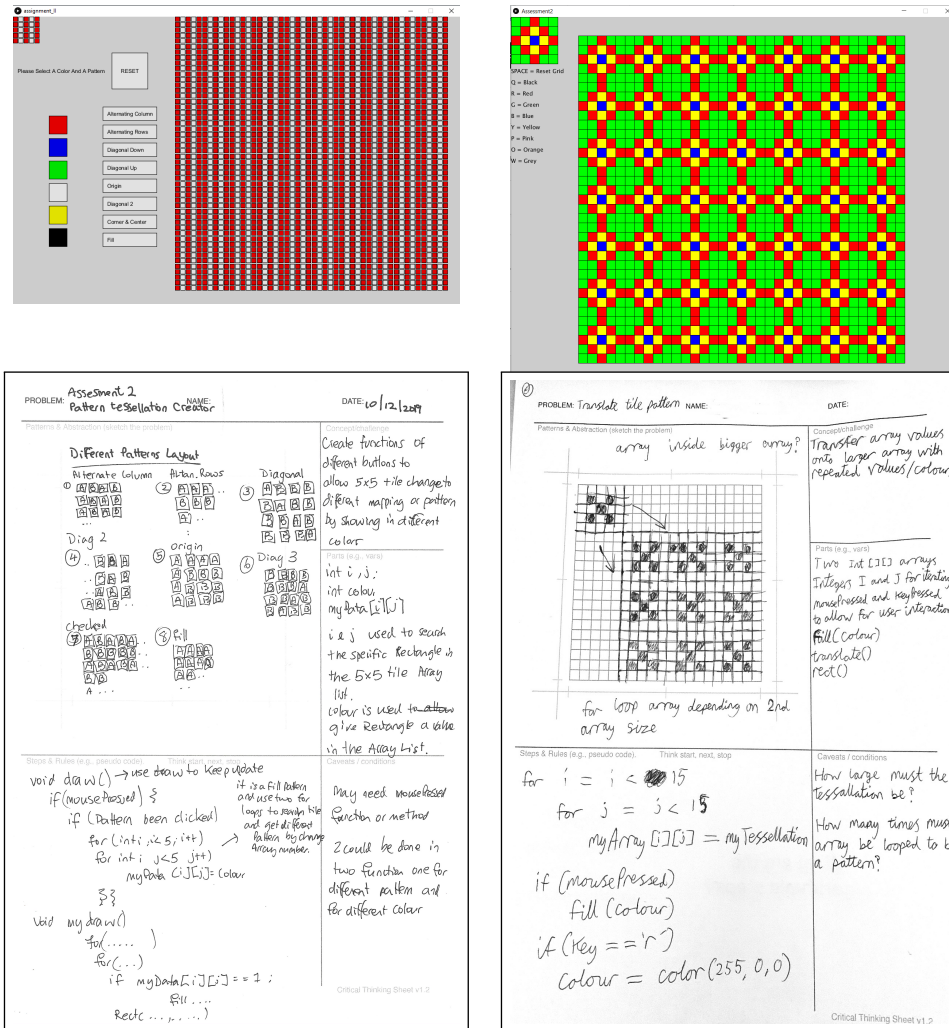 assignment_II
Please Select A Color And A Pattern
RESET
Alternating Column
Alternating Rows
Diagonal Down
Diagonal Up
Origin
Diagonal 2
Corner & Center
Fill
Assessment2
SPACE = Reset Grid
Q = Black
R = Red
G = Green
B = Blue
Y = Yellow
P = Pink
O = Orange
W = Grey
PROBLEM: Assesment 2
Pattern tessellation Creator
NAME:
DATE: 10/12/2019
Patterns & Abstraction (sketch the problem)
Different Patterns Layout
Alternate Column
Altan. Rows
Diagonal
① A B A B
A B A B
A B A B
...
② A A A ..
B B B
A ..
③
Diag 2
Origin
Diag 3
④
⑤ A A A A
A B B B
⑥
checked
⑦ A B A B A ..
A ...
⑧ Fill
A A A A
Concept/challenge
Create functions of
different buttons to
allow 5x5 tile change to
diferent mapping or pattern
by showing in different
color
Parts (e.g., vars)
int i, j;
int colou,
myData[i][j]
i & j used to search
the specific Rectangle in
the 5x5 tile Array
list.
colour is used to
give Rectangle a value
in the Array List.
Steps & Rules (e.g., pseudo code). Think start, next, stop
void draw() → use draw to keep update
if(mousePressed) {
if (Pattern been clicked)
for (int i, i<5, i++)
for int i j<5 j++)
myData [i][j]= colour
}}
it is a fill pattern
and use two for
loops to search tile
and get different
Pattern by change
Array number.
void mydraw()
for(..... )
for(...)
if myData[i][i] == 1 ;
fill ....
Rect( ..., ... . )
Caveats / conditions
May need mousePressed
function or method
2 could be done in
two function one for
different pattern and
for different Colour
Critical Thinking Sheet v1.2
PROBLEM: Translate tile pattern NAME:
DATE:
Patterns & Abstraction (sketch the problem)
array inside bigger array?
for loop array depending on 2nd
array size
Concept/challenge
Transfer array values
onto larger array with
repeated values/colour
Parts (e.g., vars)
Two Int [][] arrays
Integers I and J for iterating
mousePressed and keyPressed
to allow for user interaction
fill(colour)
translate()
rect()
Steps & Rules (e.g., pseudo code). Think start, next, stop
for i = i < 15
for j = j < 15
myArray [i][j] = myTessellation
if (mousePressed)
fill (colour)
if (key == 'r')
colour = color(255, 0, 0)
Caveats / conditions
How large must the
tessallation be?
How many times must
array be looped to
a pattern?
Critical Thinking Sheet v1.2